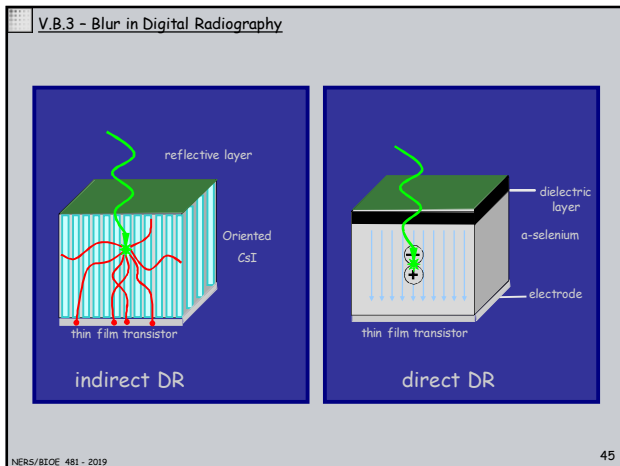 V.B.3 – Blur in Digital Radiography
reflective layer
Oriented
CsI
thin film transistor
indirect DR
dielectric
layer
a-selenium
electrode
thin film transistor
direct DR
NERS/BIOE 481 - 2019
45